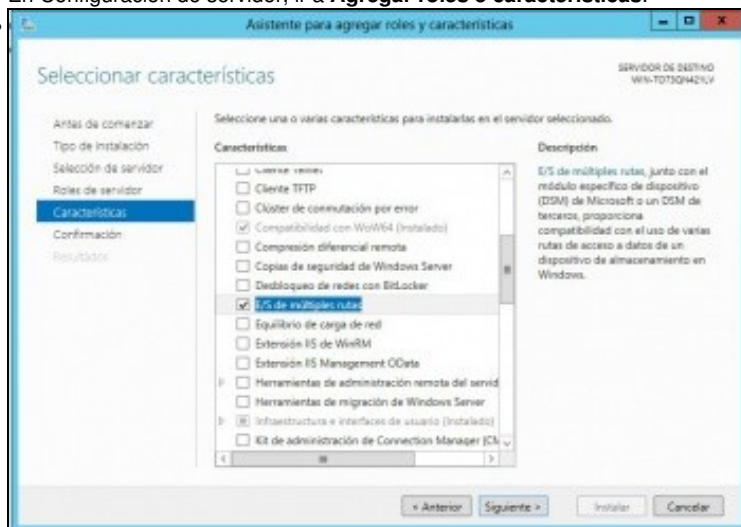 En Configuración de servidor, ir a Agregar roles o características.
Asistente para agregar roles y características
Seleccionar características
SERVIDOR DE DESTINO
Antes de comenzar
Tipo de instalación
Selección de servidor
Roles de servidor
Características
Confirmación
Resultados
Seleccione una o varias características para instalarlas en el servidor seleccionado.
Características
Cliente Telnet
Cliente TFTP
Clúster de conmutación por error
Compatibilidad con WoW64 (Instalado)
Compresión diferencial remota
Copias de seguridad de Windows Server
Desbloqueo de redes con BitLocker
E/S de múltiples rutas
Equilibrio de carga de red
Extensión IIS de WinRM
Extensión IIS Management OData
Herramientas de administración remota del servid
Herramientas de migración de Windows Server
Infraestructura e interfaces de usuario (Instalado)
Kit de administración de Connection Manager (CM
Descripción
E/S de múltiples rutas, junto con el
módulo específico de dispositivo
(DSM) de Microsoft o un DSM de
terceros, proporciona
compatibilidad con el uso de varias
rutas de acceso a datos de un
dispositivo de almacenamiento en
Windows.
< Anterior
Siguiente >
Instalar
Cancelar